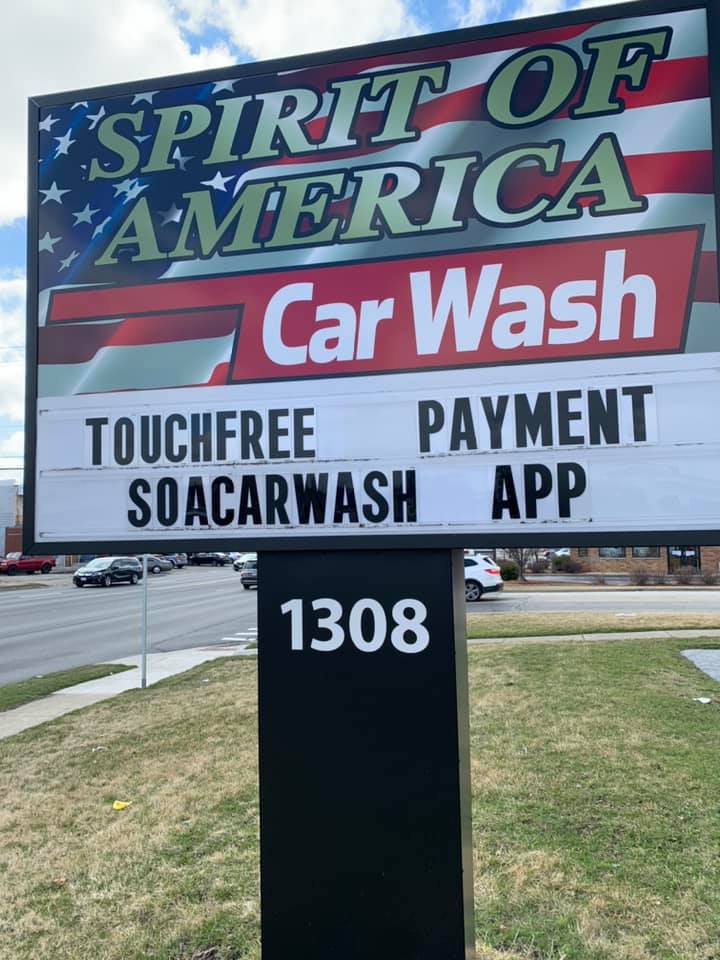 SPIRIT OF
AMERICA
Car Wash
TOUCHFREE PAYMENT
SOACARWASH APP
1308